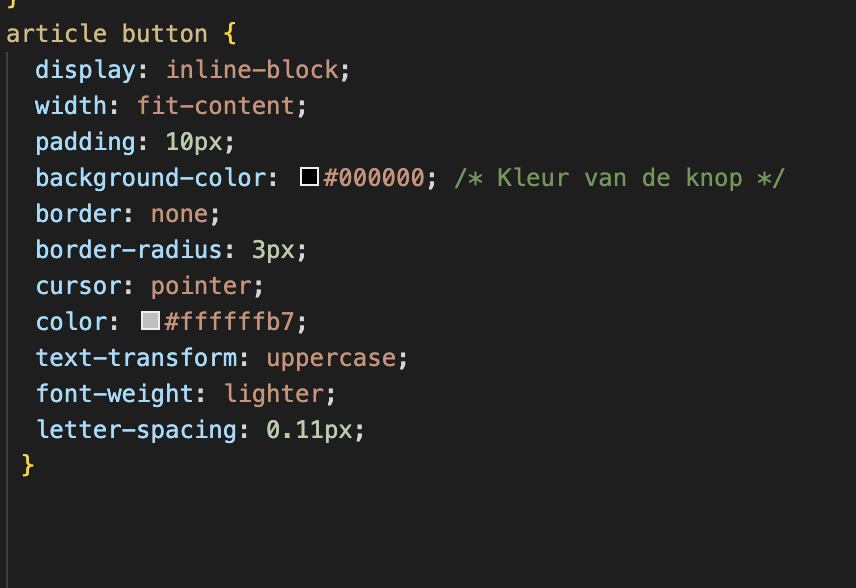 }
article button {
display: inline-block;
width: fit-content;
padding: 10px;
background-color: #000000; /* Kleur van de knop */
border: none;
border-radius: 3px;
cursor: pointer;
color: #ffffffb7;
text-transform: uppercase;
font-weight: lighter;
letter-spacing: 0.11px;
}